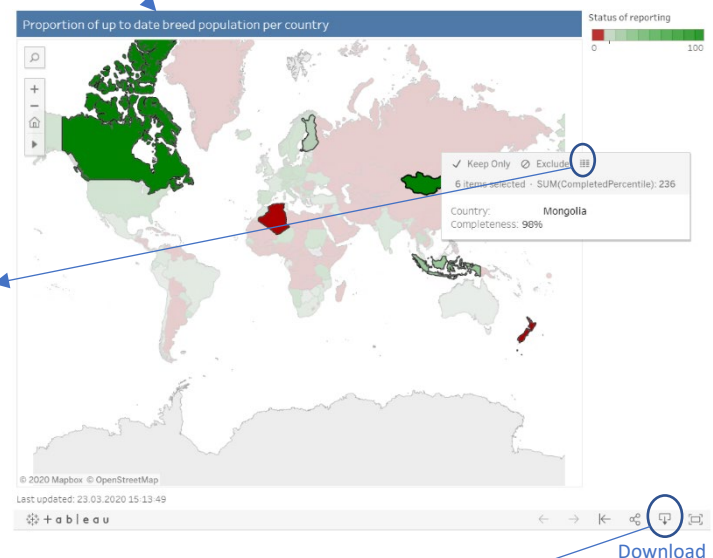 Proportion of up to date breed population per country
Status of reporting
0
100
Keep Only
Exclude
6 items selected - SUM(CompletedPercentile): 236
Country: Mongolia
Completeness: 98%
© 2020 Mapbox © OpenStreetMap
Last updated: 23.03.2020 15:13:49
+ a b | e a u
Download